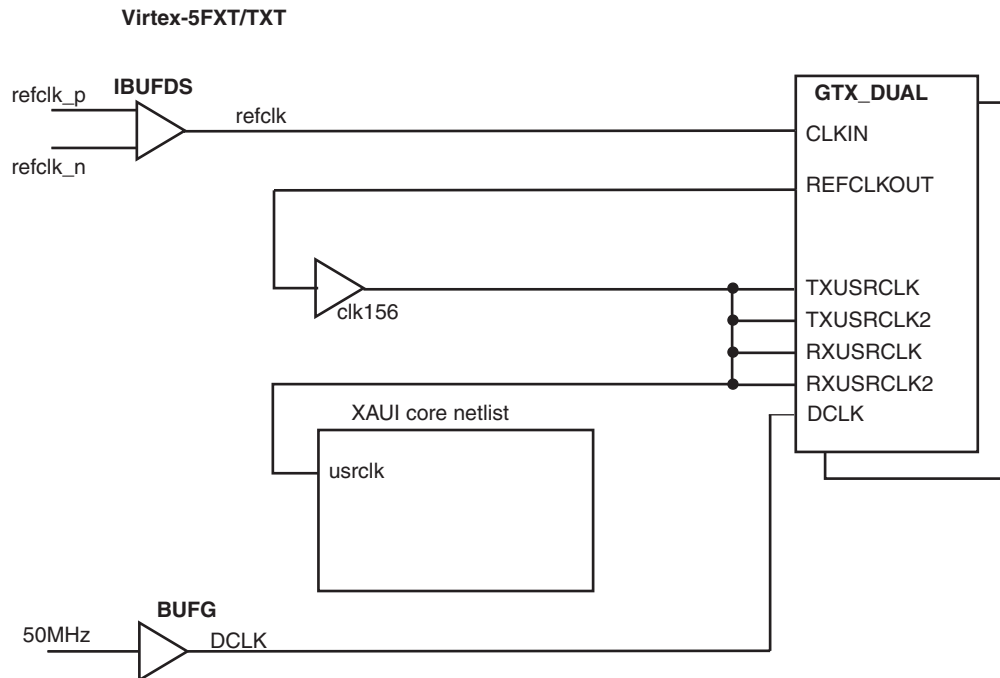 Virtex-5FXT/TXT
IBUFDS
refclk_p
refclk
refclk_n
GTX_DUAL
CLKIN
REFCLKOUT
clk156
TXUSRCLK
TXUSRCLK2
RXUSRCLK
RXUSRCLK2
DCLK
XAUI core netlist
usrclk
BUFG
50MHz
DCLK